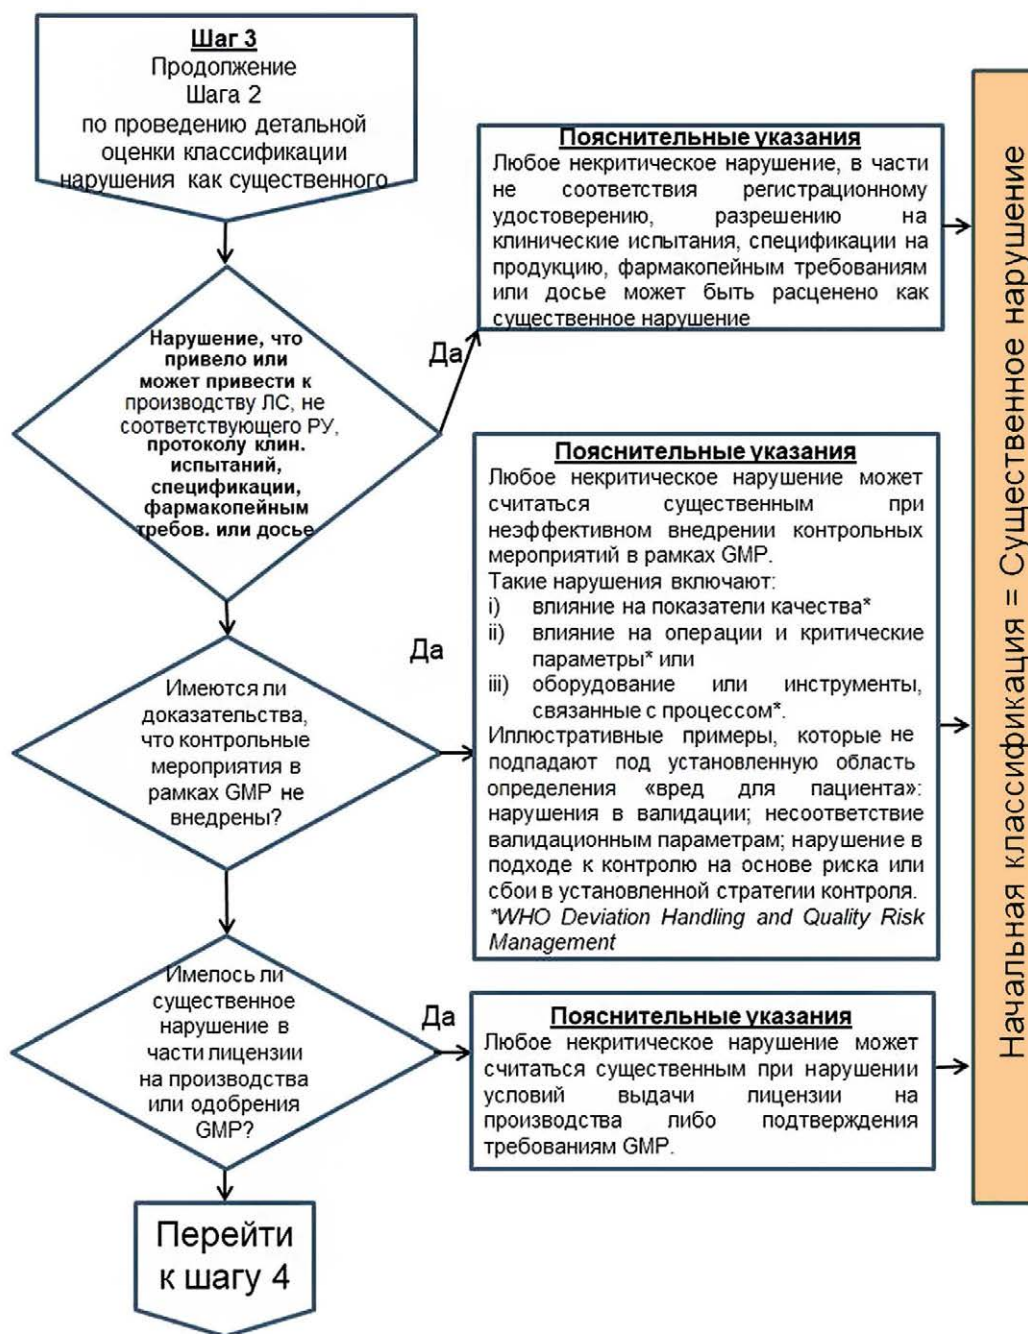 Шаг 3
Продолжение
Шага 2
по проведению детальной
оценки классификации
нарушения как существенного
Пояснительные указания
Любое некритическое нарушение, в части
не соответствия регистрационному
удостоверению, разрешению на
клинические испытания, спецификации на
продукцию, фармакопейным требованиям
или досье может быть расценено как
существенное нарушение
Нарушение, что
привело или
может привести к
производству ЛС, не
соответствующего РУ,
протоколу клин.
испытаний,
спецификации,
фармакопейным
требов. или досье
Да
Пояснительные указания
Любое некритическое нарушение может
считаться существенным при
неэффективном внедрении контрольных
мероприятий в рамках GMP.
Такие нарушения включают:
i) влияние на показатели качества*
ii) влияние на операции и критические
параметры* или
iii) оборудование или инструменты,
связанные с процессом*.
Иллюстративные примеры, которые не
подпадают под установленную область
определения «вред для пациента»:
нарушения в валидации; несоответствие
валидационным параметрам; нарушение в
подходе к контролю на основе риска или
сбои в установленной стратегии контроля.
*WHO Deviation Handling and Quality Risk
Management
Да
Имеются ли
доказательства,
что контрольные
мероприятия в
рамках GMP не
внедрены?
Имелось ли
существенное
нарушение в
части лицензии
на производства
или одобрения
GMP?
Да
Пояснительные указания
Любое некритическое нарушение может
считаться существенным при нарушении
условий выдачи лицензии на
производства либо подтверждения
требованиям GMP.
Перейти
к шагу 4
Начальная классификация = Существенное нарушение